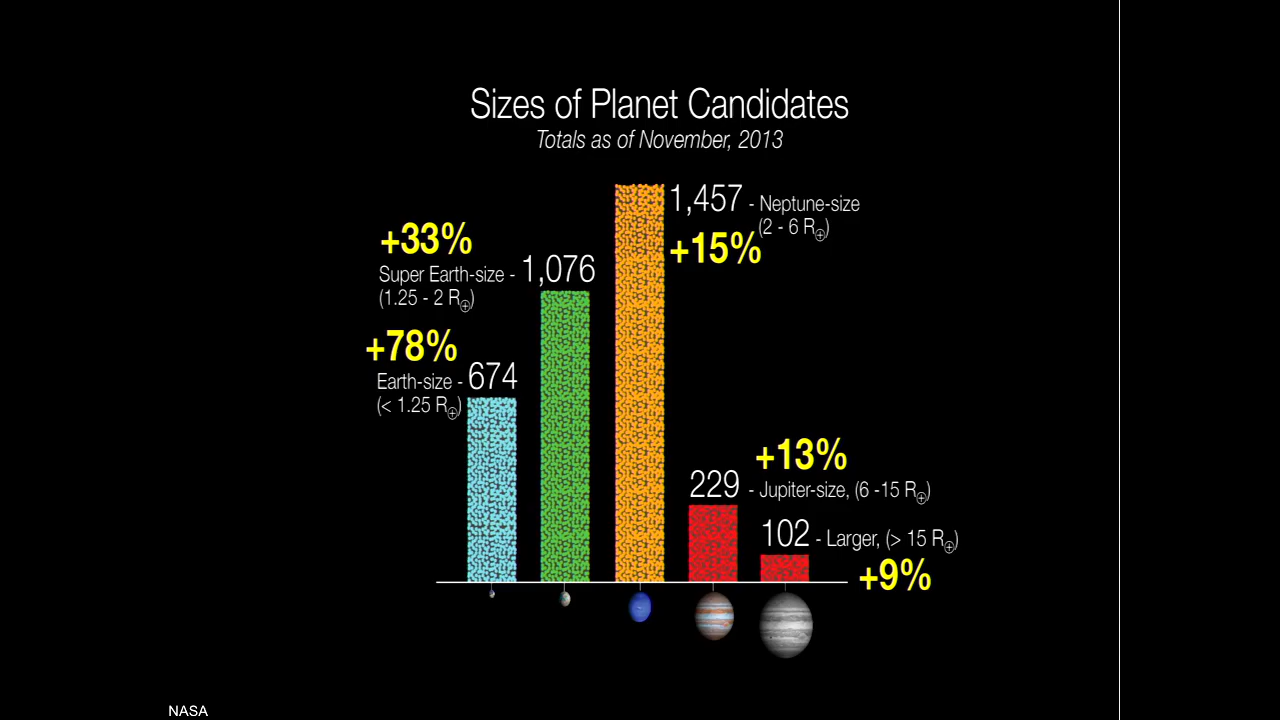 Sizes of Planet Candidates
Totals as of November, 2013
+33%
Super Earth-size - 1,076
(1.25 - 2 R⊕)
+78%
Earth-size - 674
(< 1.25 R⊕)
1,457 - Neptune-size
(2 - 6 R⊕)
+15%
+13%
229 - Jupiter-size, (6 -15 R⊕)
102 - Larger, (> 15 R⊕)
+9%
NASA